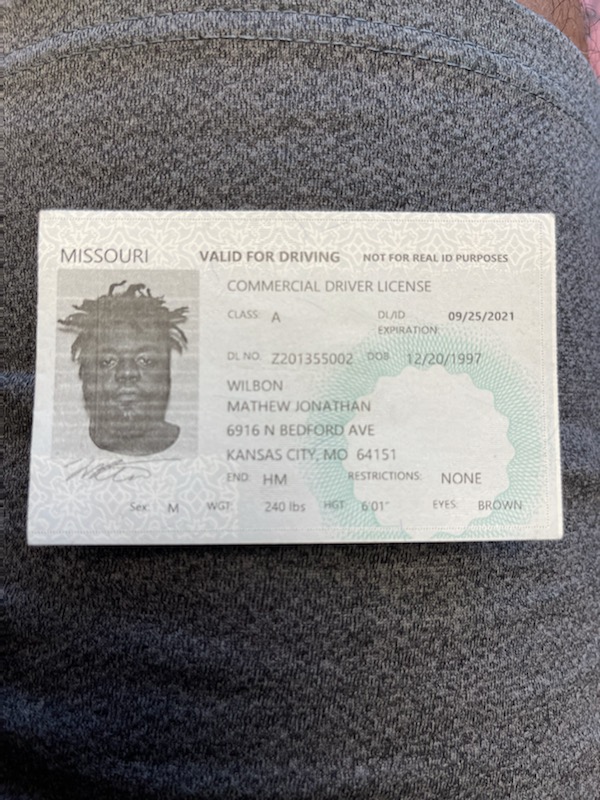 MISSOURI VALID FOR DRIVING NOT FOR REAL ID PURPOSES
COMMERCIAL DRIVER LICENSE
CLASS: A DL/ID EXPIRATION: 09/25/2021
DL NO. Z201355002 DOB 12/20/1997
WILBON
MATHEW JONATHAN
6916 N BEDFORD AVE
KANSAS CITY, MO 64151
END: HM RESTRICTIONS: NONE
Sex: M WGT: 240 lbs HGT 6'01" EYES: BROWN